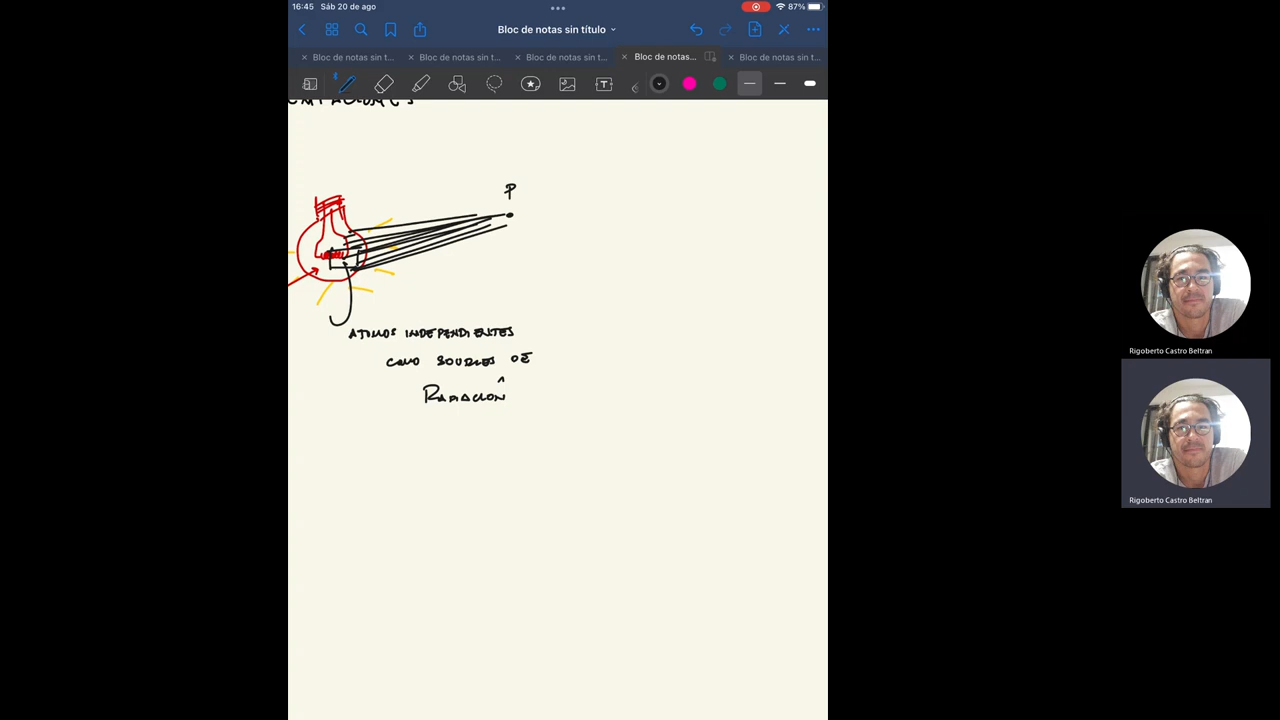 16:45 Sáb 20 de ago
87%
Bloc de notas sin título
Bloc de notas sin t...
Bloc de notas sin t...
Bloc de notas sin t...
Bloc de notas...
Bloc de notas sin t...
P
ATOMOS INDEPENDIENTES
COMO SOURCES DE
RADIACION
Rigoberto Castro Beltran
Rigoberto Castro Beltran